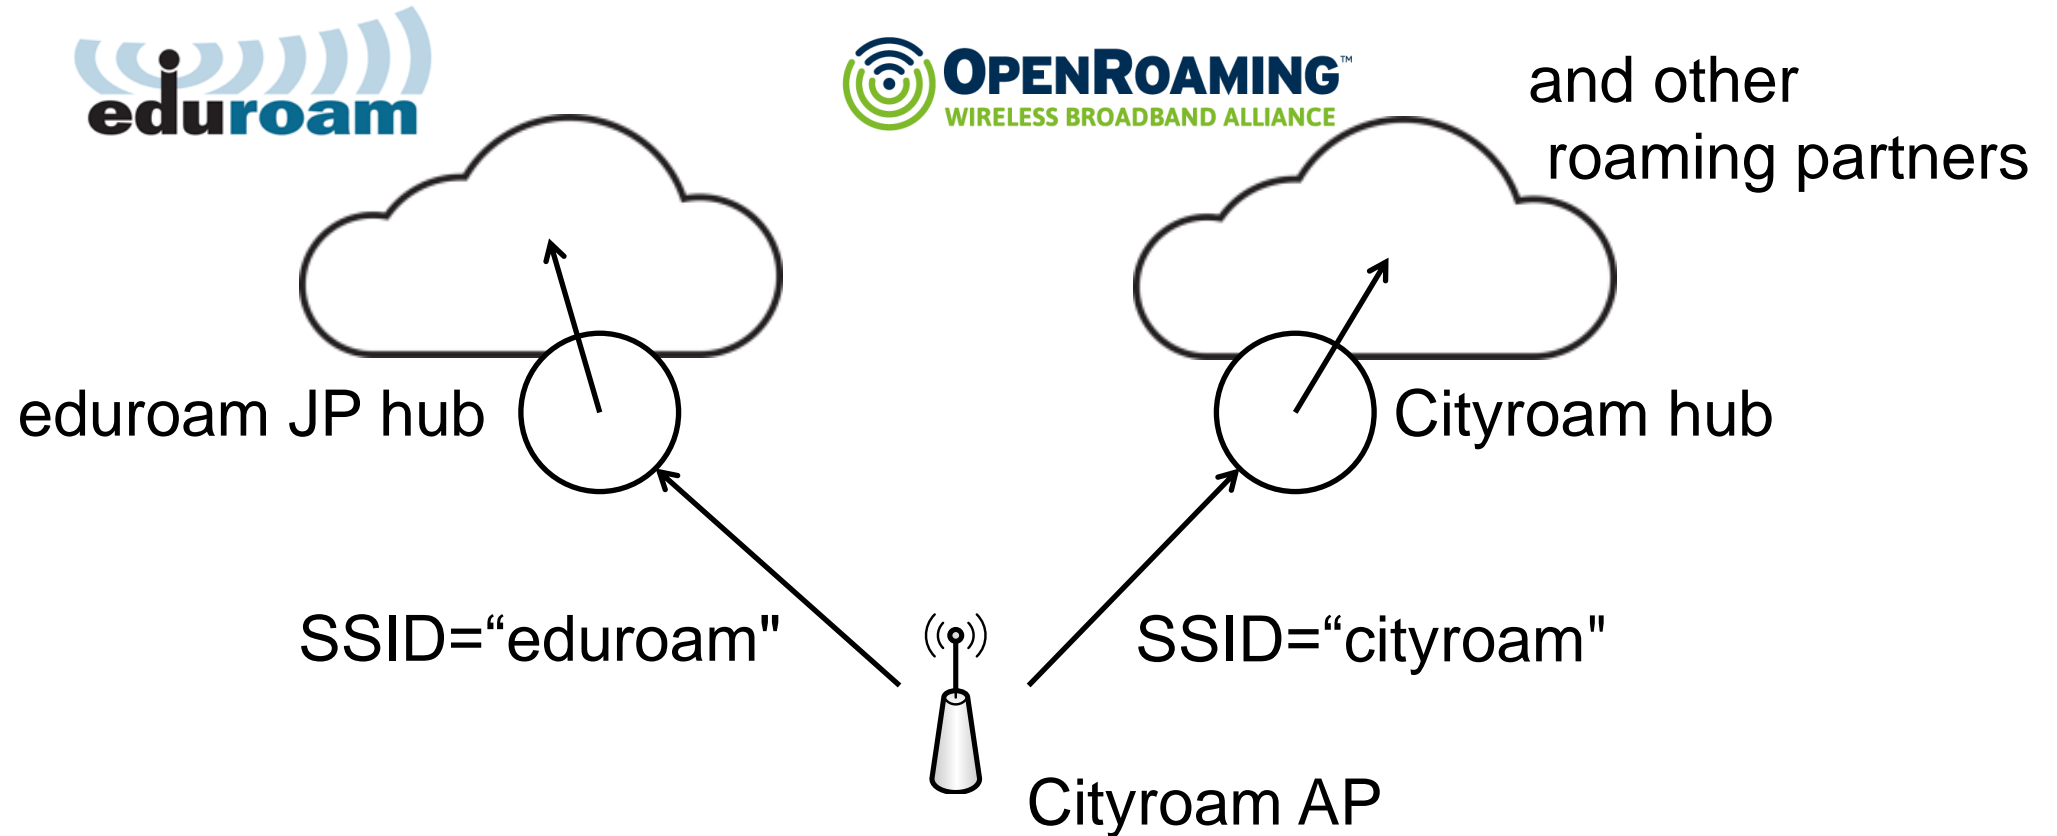 eduroam
OPENROAMING™
WIRELESS BROADBAND ALLIANCE
and other
roaming partners
eduroam JP hub
Cityroam hub
SSID=“eduroam"
SSID=“cityroam"
Cityroam AP